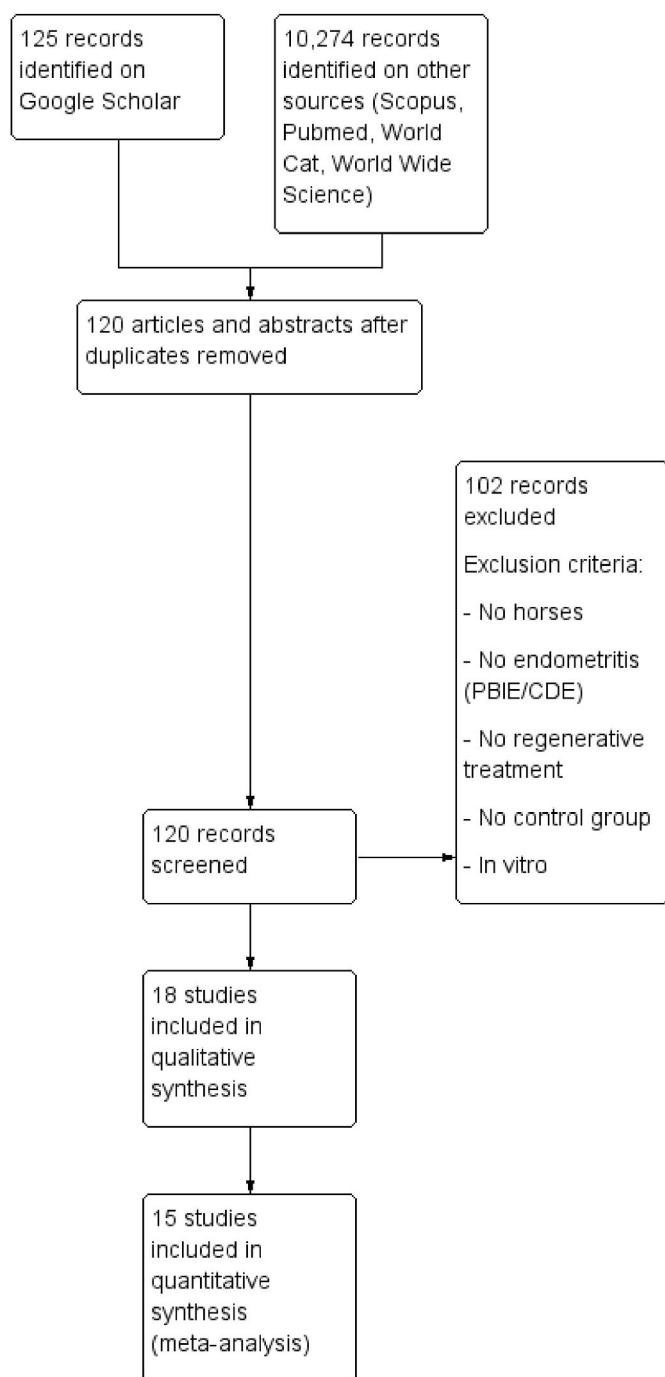 125 records
identified on
Google Scholar
10,274 records
identified on other
sources (Scopus,
Pubmed, World
Cat, World Wide
Science)
120 articles and abstracts after
duplicates removed
102 records
excluded
Exclusion criteria:
- No horses
- No endometritis
(PBIE/CDE)
- No regenerative
treatment
- No control group
- In vitro
120 records
screened
18 studies
included in
qualitative
synthesis
15 studies
included in
quantitative
synthesis
(meta-analysis)